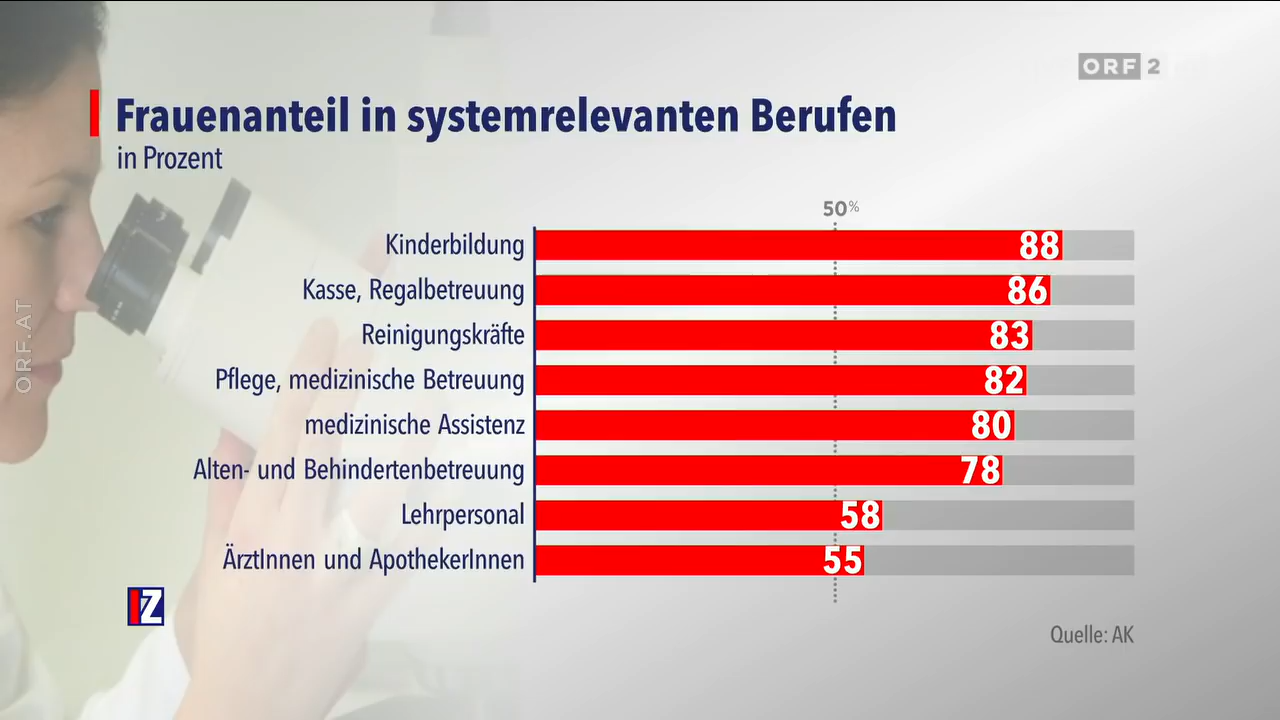 ORF 2
Frauenanteil in systemrelevanten Berufen
in Prozent
50%
Kinderbildung 88
Kasse, Regalbetreuung 86
Reinigungskräfte 83
Pflege, medizinische Betreuung 82
medizinische Assistenz 80
Alten- und Behindertenbetreuung 78
Lehrpersonal 58
ÄrztInnen und ApothekerInnen 55
ORF.AT
Z
Quelle: AK